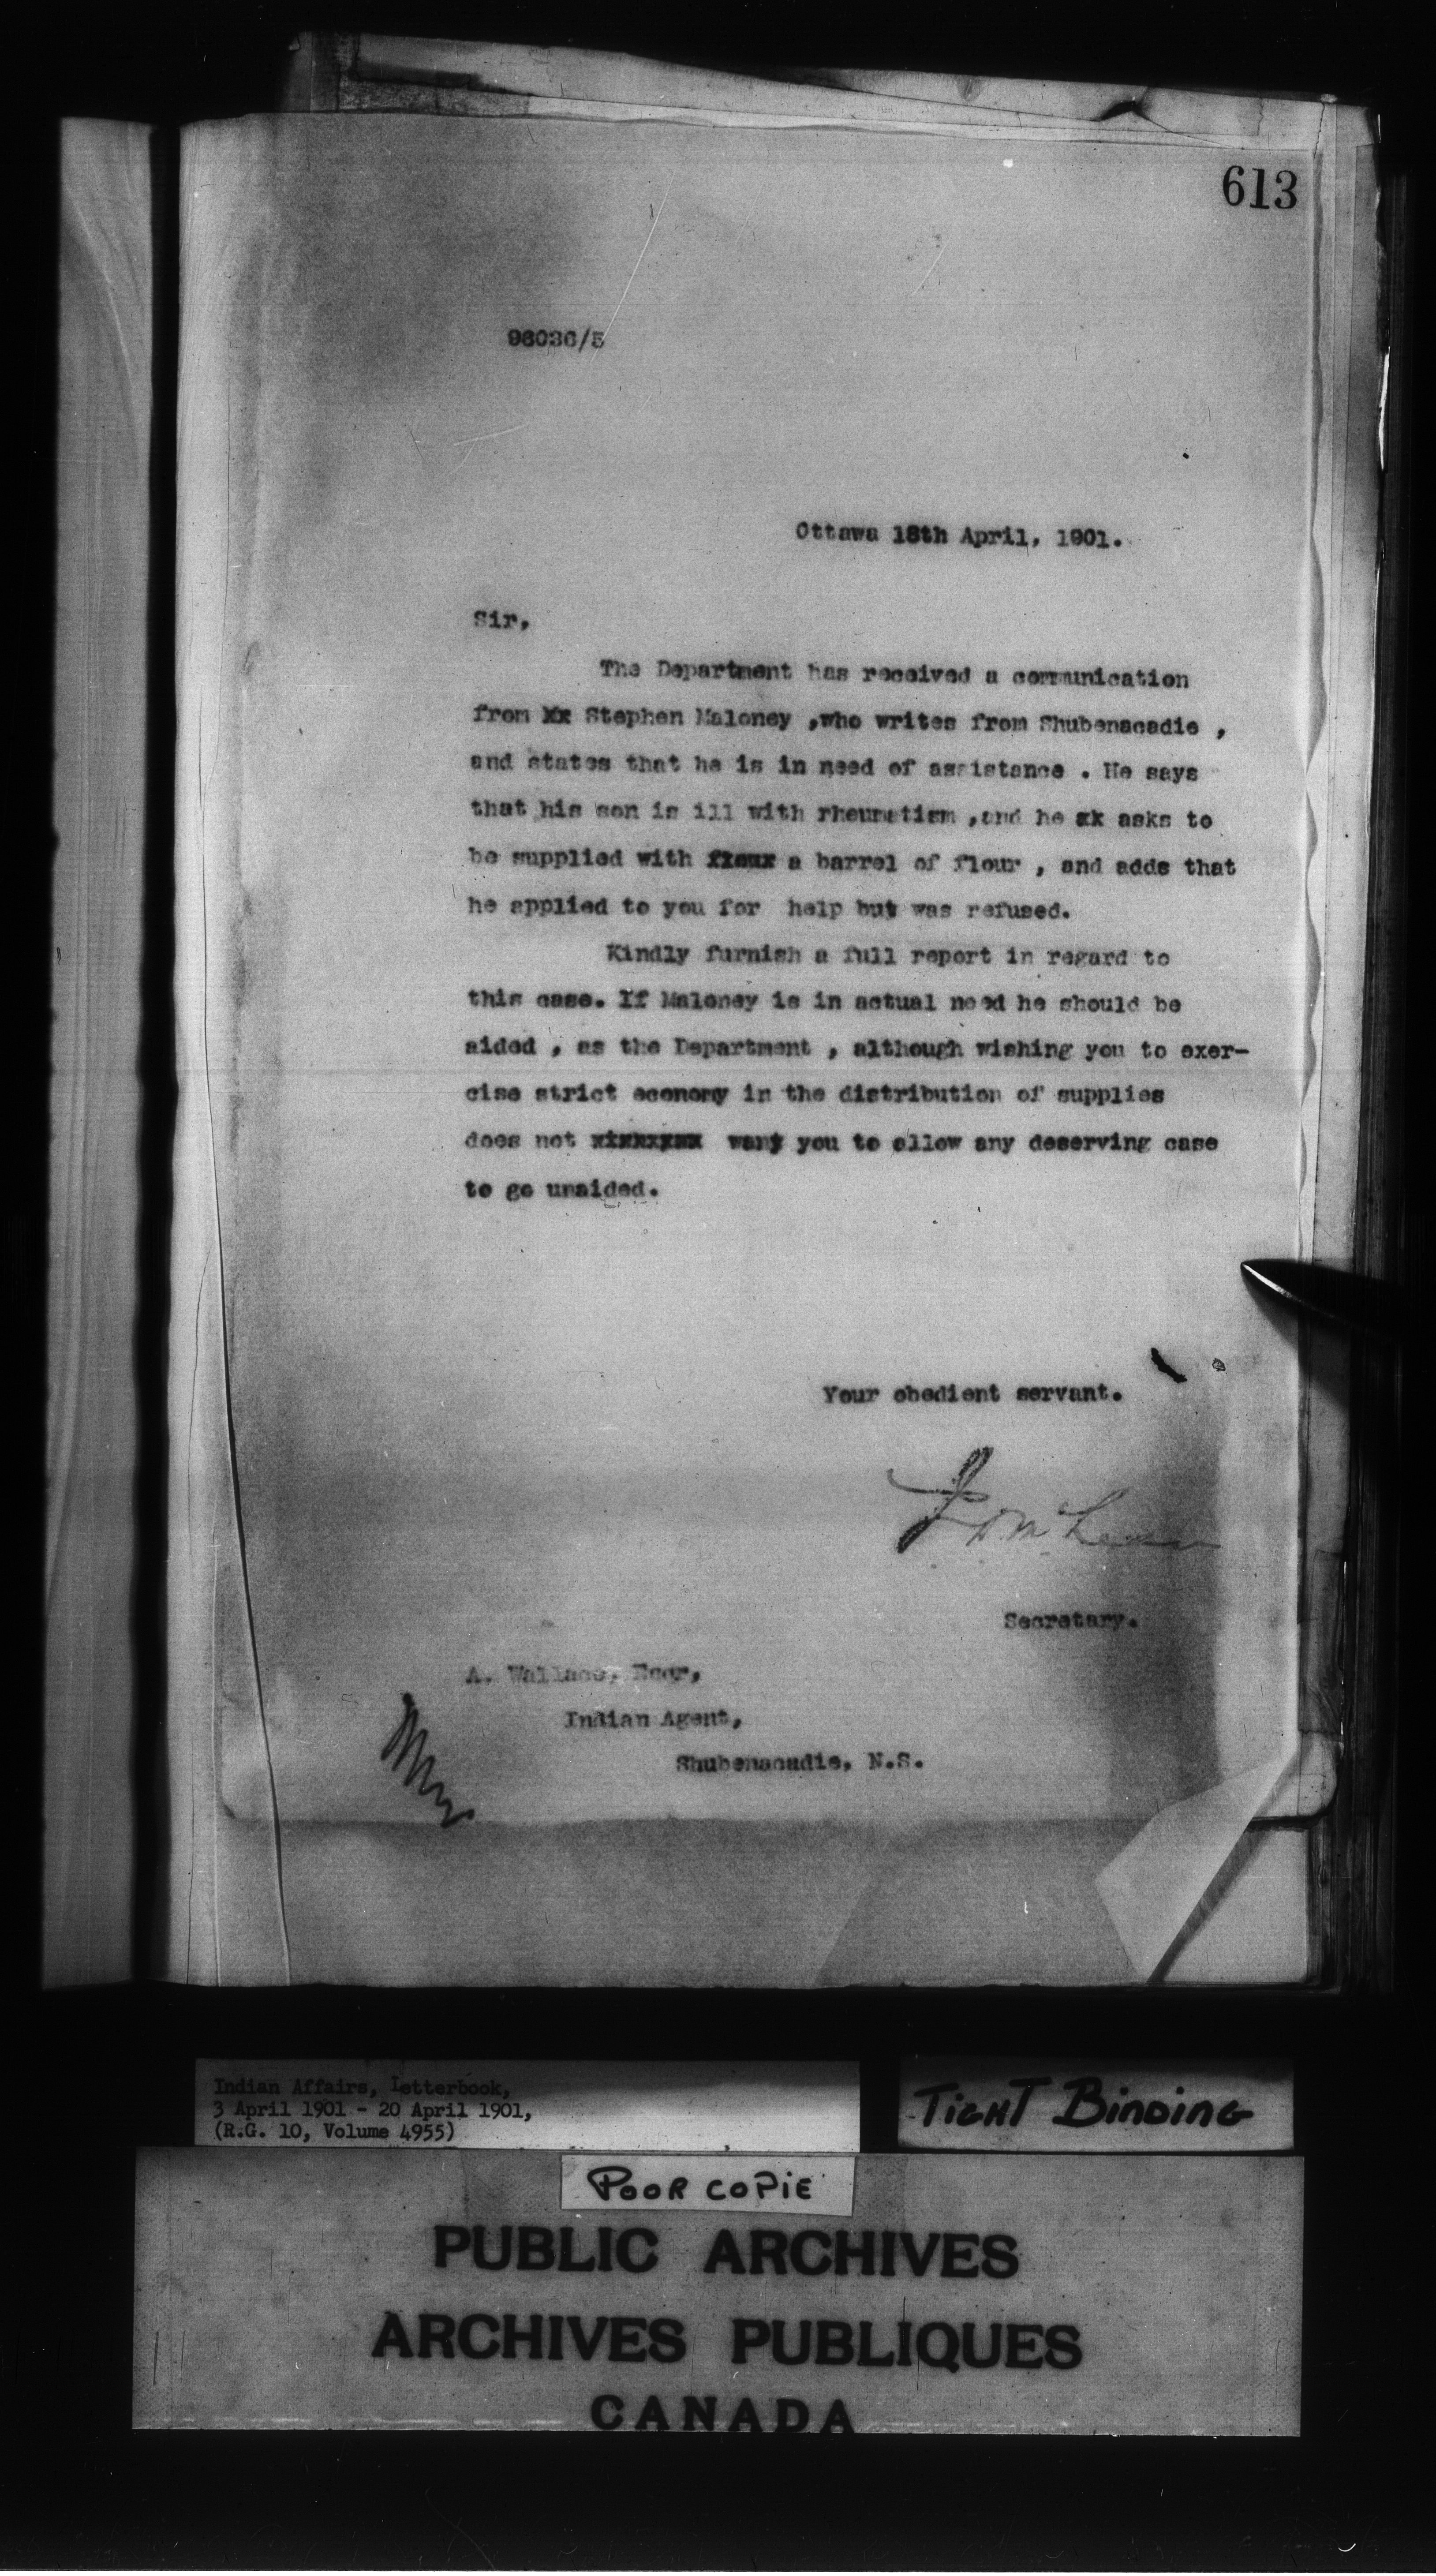 613
98036/5
Ottawa 18th April, 1901.
Sir,
The Department has received a communication
from Xx Stephen Maloney ,who writes from Shubenacadie ,
and states that he is in need of assistance . He says
that his son is ill with rheumatism ,and he xk asks to
be supplied with flour a barrel of flour , and adds that
he applied to you for help but was refused.
Kindly furnish a full report in regard to
this case. If Maloney is in actual need he should be
aided , as the Department , although wishing you to exer-
cise strict economy in the distribution of supplies
does not want you to allow any deserving case
to go unaided.
Your obedient servant.
J D McLean
Secretary.
A. Wallace, Esqr,
Indian Agent,
Shubenacadie, N.S.
Indian Affairs, Letterbook,
3 April 1901 - 20 April 1901,
(R.G. 10, Volume 4955)
TIGHT BINDING
POOR COPIE
PUBLIC ARCHIVES
ARCHIVES PUBLIQUES
CANADA